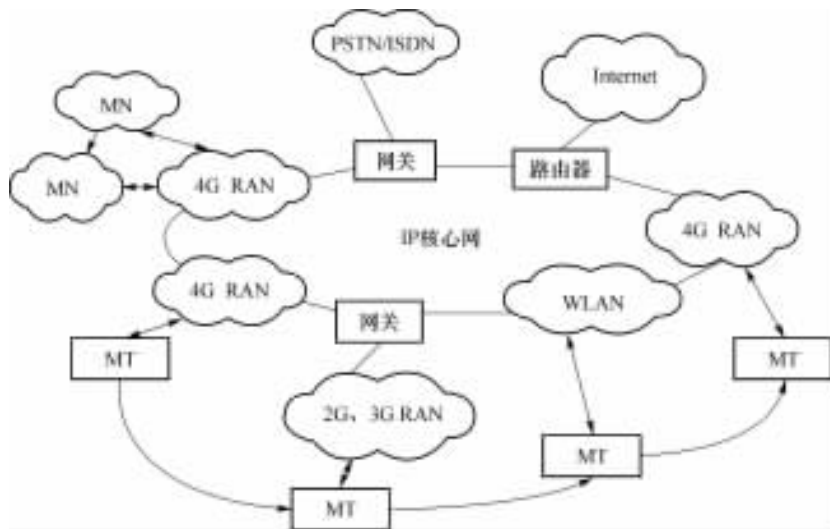 PSTN/ISDN
Internet
MN
网关
路由器
MN
4G RAN
4G RAN
IP核心网
4G RAN
WLAN
网关
MT
MT
2G、3G RAN
MT
MT